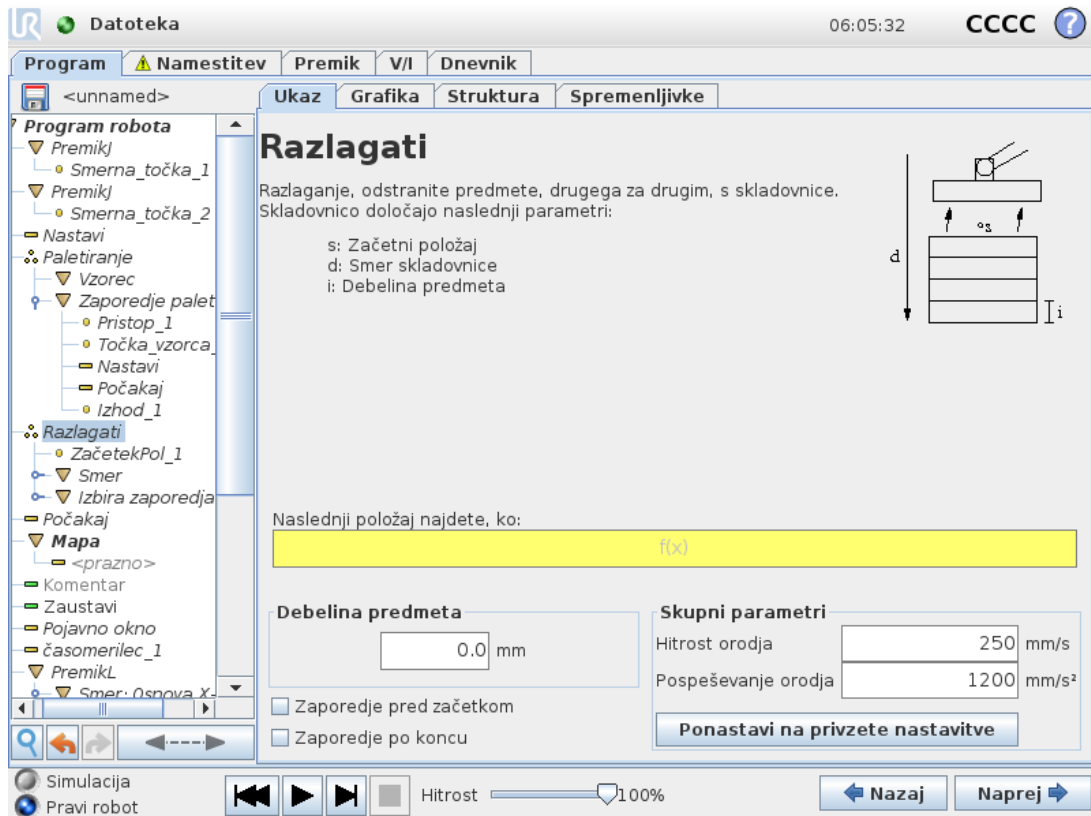 UR
Datoteka
06:05:32
CCCC
?
Program
Namestitev
Premik
V/I
Dnevnik
<unnamed>
Ukaz
Grafika
Struktura
Spremenljivke
Program robota
PremikJ
Smerna_točka_1
PremikJ
Smerna_točka_2
Nastavi
Paletiranje
Vzorec
Zaporedje palet
Pristop_1
Točka_vzorca_
Nastavi
Počakaj
Izhod_1
Razlagati
ZačetekPol_1
Smer
Izbira zaporedja
Počakaj
Mapa
<prazno>
Komentar
Zaustavi
Pojavno okno
časomerilec_1
PremikL
Smer: Osnova X-
Razlagati
Razlaganje, odstranite predmete, drugega za drugim, s skladovnice.
Skladovnico določajo naslednji parametri:
s: Začetni položaj
d: Smer skladovnice
i: Debelina predmeta
s
d
i
Naslednji položaj najdete, ko:
f(x)
Debelina predmeta
0.0 mm
Zaporedje pred začetkom
Zaporedje po koncu
Skupni parametri
Hitrost orodja 250 mm/s
Pospeševanje orodja 1200 mm/s²
Ponastavi na privzete nastavitve
Simulacija
Pravi robot
Hitrost 100%
Nazaj
Naprej